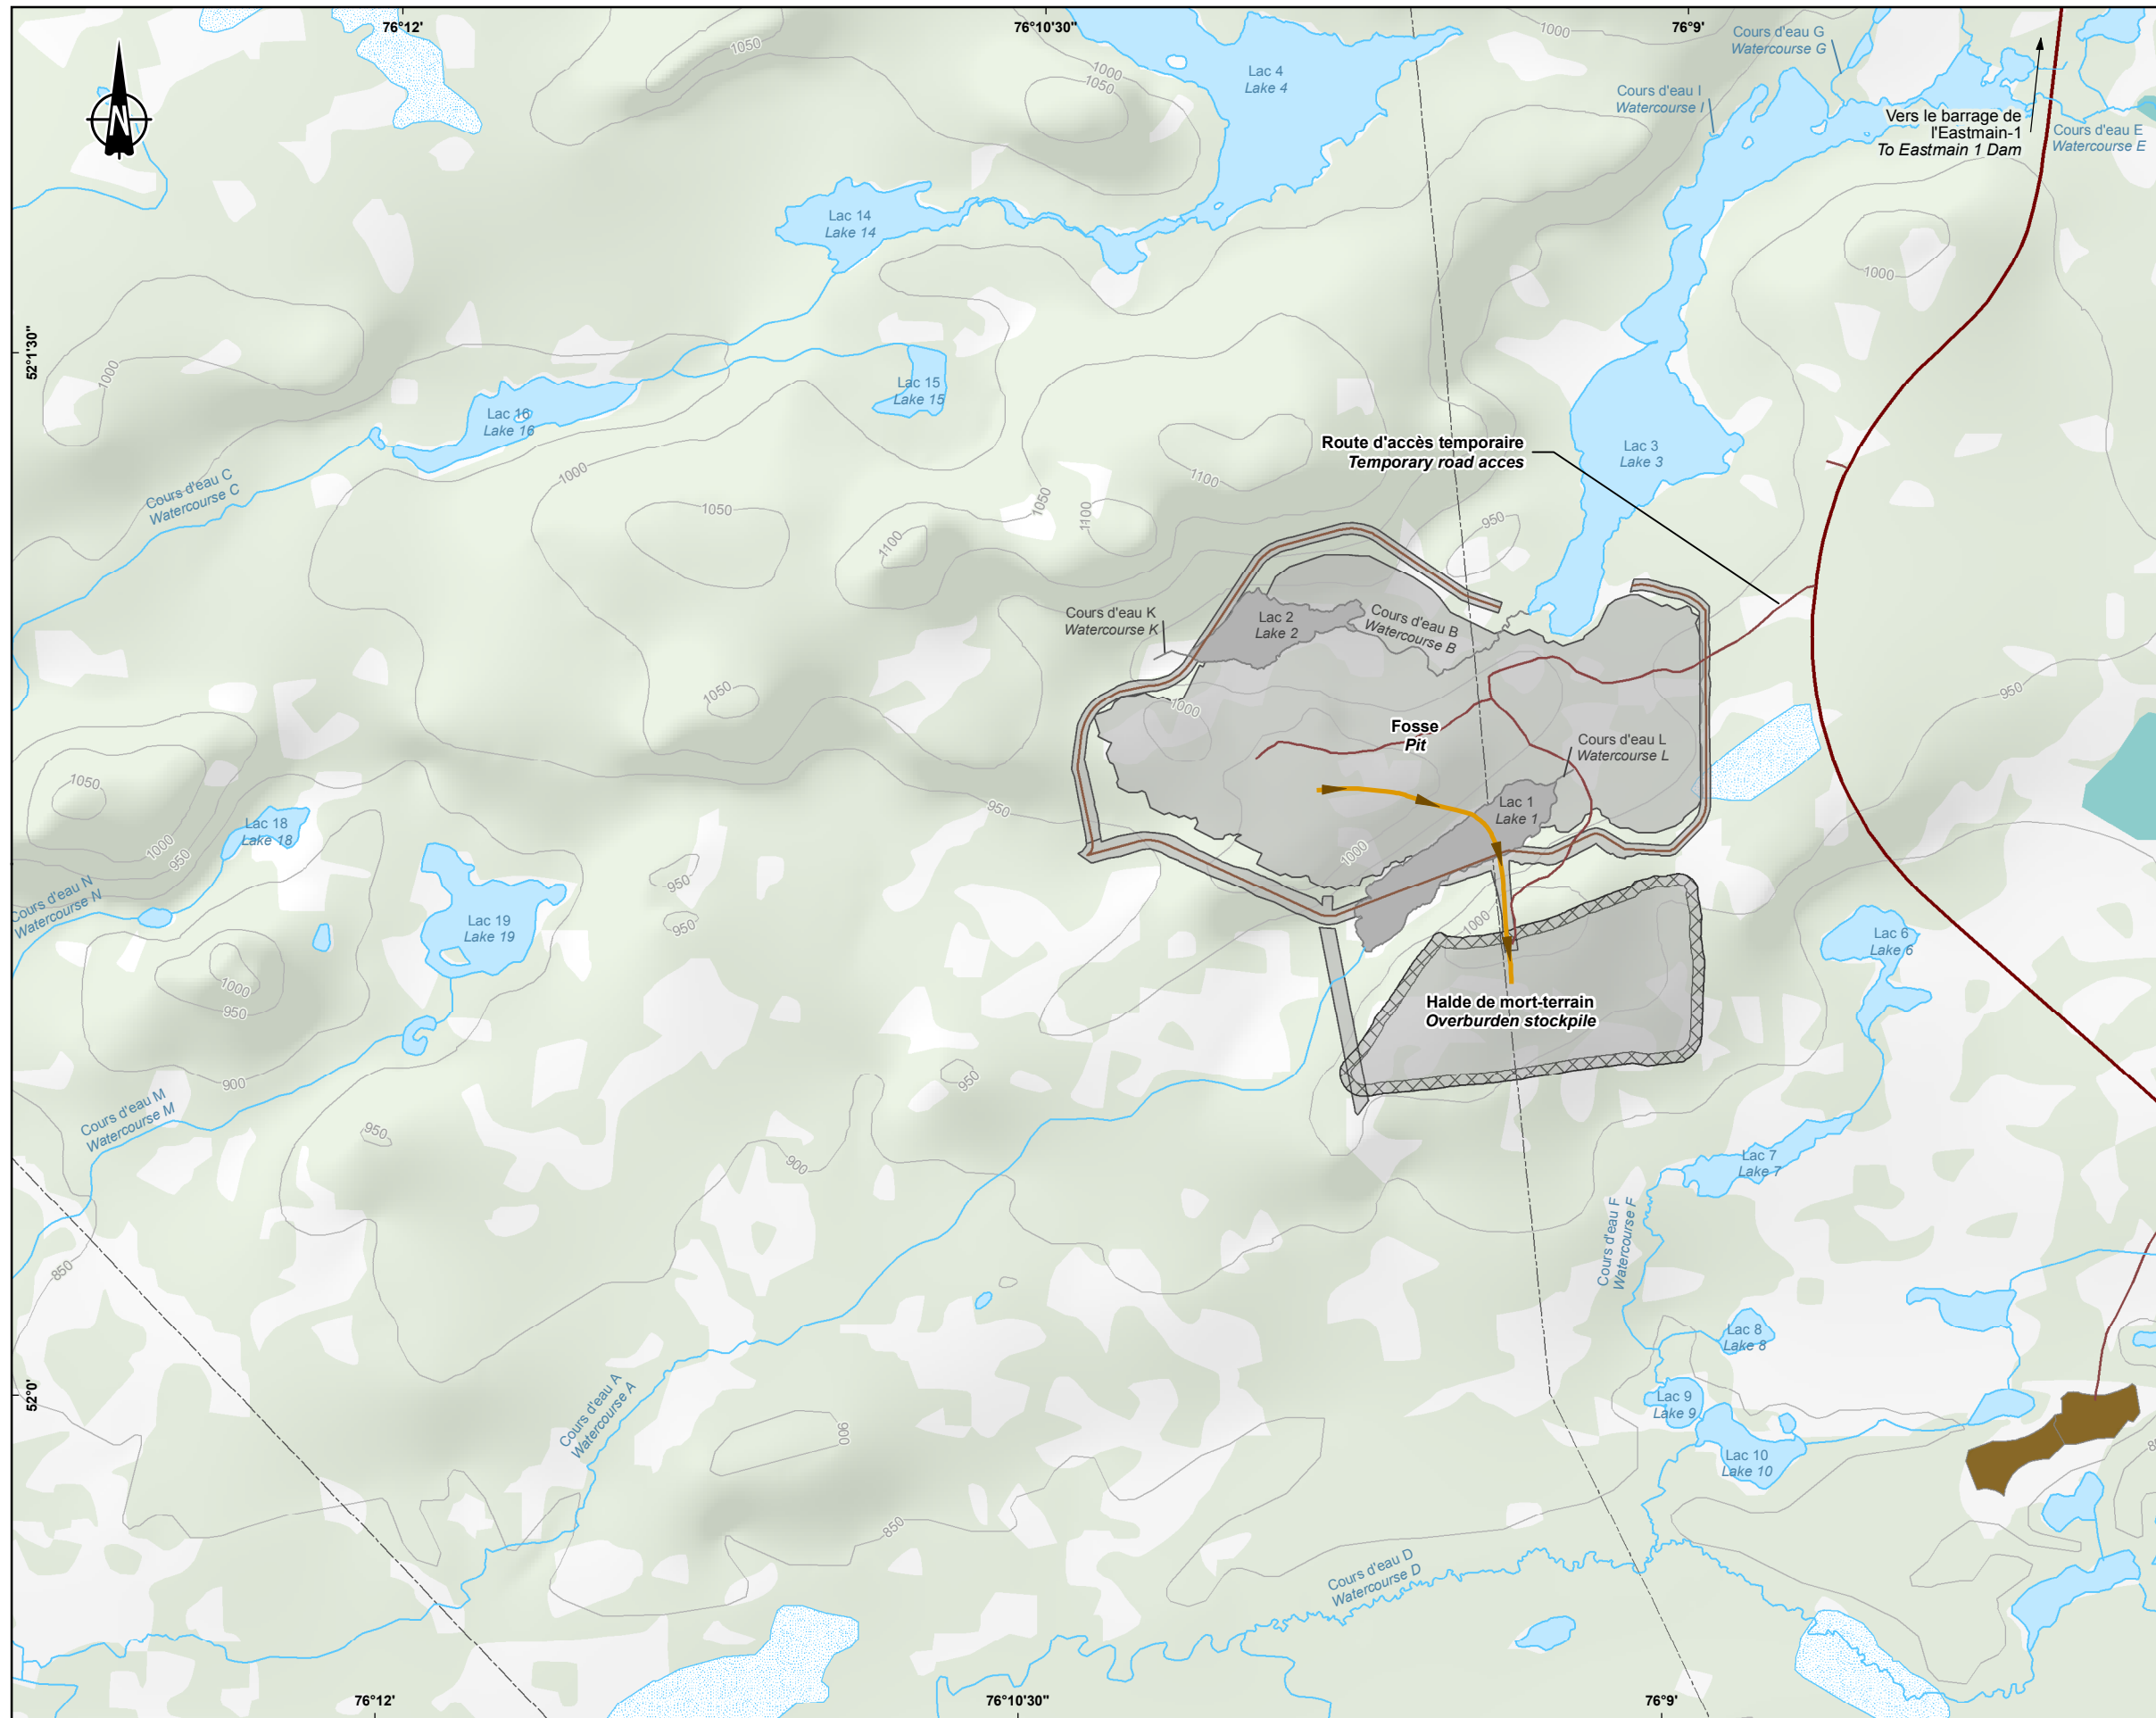 76°12'
76°10'30"
76°9'
1050
1000
1000
1050
Cours d'eau G
Watercourse G
Lac 4
Lake 4
Cours d'eau I
Watercourse I
Vers le barrage de
l'Eastmain-1
To Eastmain 1 Dam
Cours d'eau E
Watercourse E
N
Lac 14
Lake 14
1000
52°1'30"
1000
Lac 15
Lake 15
Lac 16
Lake 16
Route d'accès temporaire
Temporary road acces
Lac 3
Lake 3
Cours d'eau C
Watercourse C
1000
1050
1100
1050
1100
1100
950
Cours d'eau K
Watercourse K
Lac 2
Lake 2
Cours d'eau B
Watercourse B
1050
1000
950
Fosse
Pit
Cours d'eau L
Watercourse L
1050
950
Lac 1
Lake 1
Lac 18
Lake 18
1000
950
1000
950
950
1000
Cours d'eau N
Watercourse N
Lac 19
Lake 19
Lac 6
Lake 6
1000
950
Halde de mort-terrain
Overburden stockpile
900
950
Cours d'eau M
Watercourse M
950
900
Lac 7
Lake 7
Cours d'eau F
Watercourse F
850
Lac 8
Lake 8
52°0'
Cours d'eau A
Watercourse A
900
Lac 9
Lake 9
Lac 10
Lake 10
850
Cours d'eau D
Watercourse D
76°12'
76°10'30"
76°9'